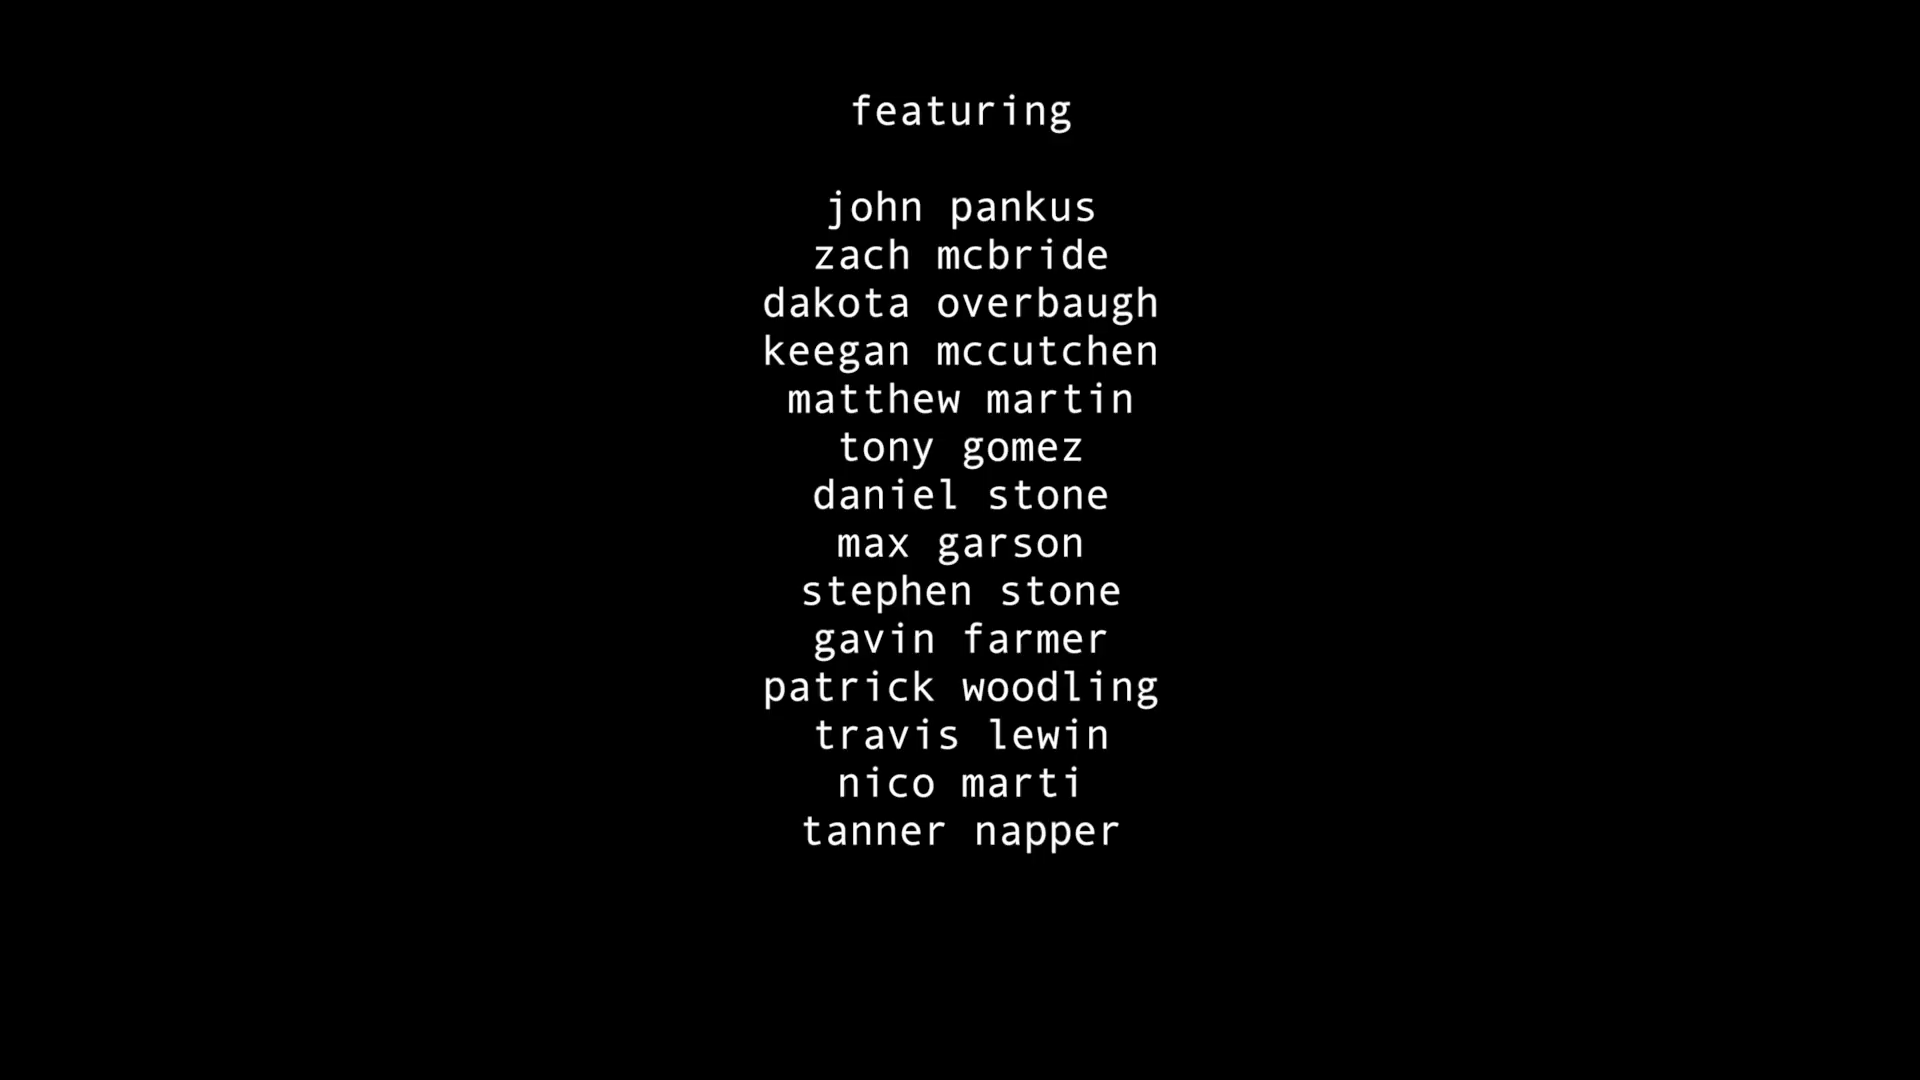 featuring
john pankus
zach mcbride
dakota overbaugh
keegan mccutchen
matthew martin
tony gomez
daniel stone
max garson
stephen stone
gavin farmer
patrick woodling
travis lewin
nico marti
tanner napper